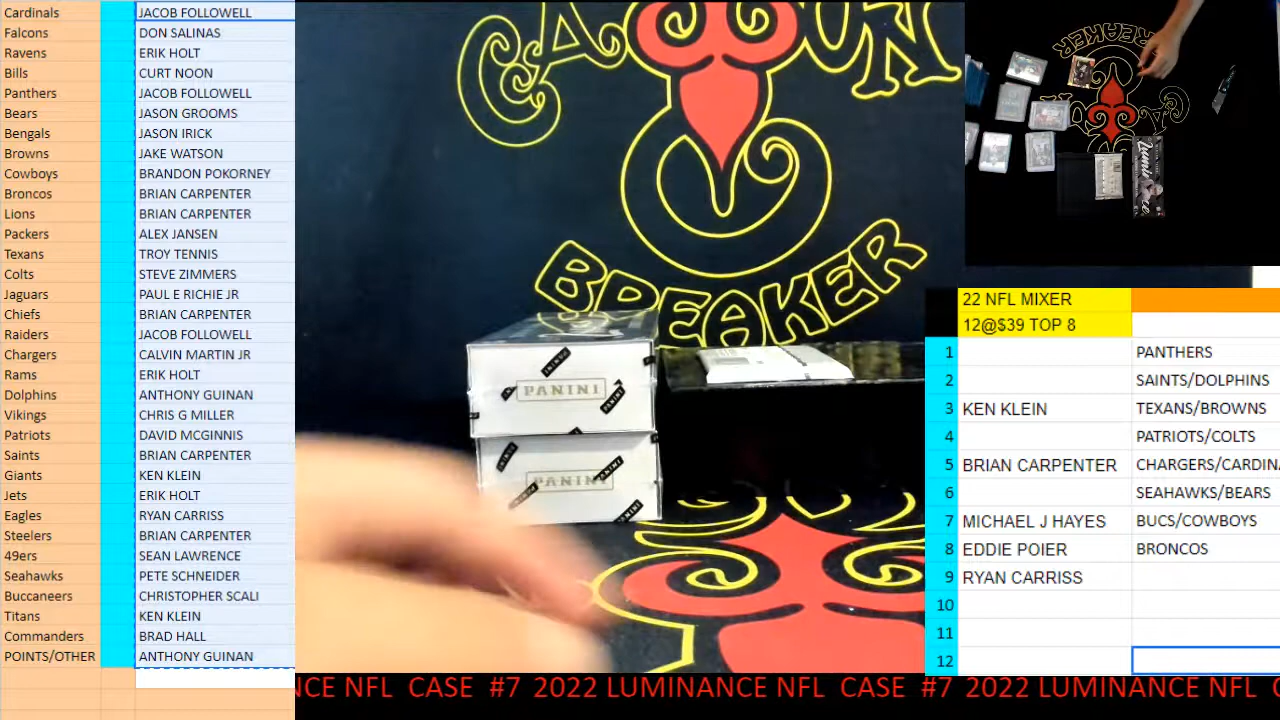 Cardinals JACOB FOLLOWELL
Falcons DON SALINAS
Ravens ERIK HOLT
Bills CURT NOON
Panthers JACOB FOLLOWELL
Bears JASON GROOMS
Bengals JASON IRICK
Browns JAKE WATSON
Cowboys BRANDON POKORNEY
Broncos BRIAN CARPENTER
Lions BRIAN CARPENTER
Packers ALEX JANSEN
Texans TROY TENNIS
Colts STEVE ZIMMERS
Jaguars PAUL E RICHIE JR
Chiefs BRIAN CARPENTER
Raiders JACOB FOLLOWELL
Chargers CALVIN MARTIN JR
Rams ERIK HOLT
Dolphins ANTHONY GUINAN
Vikings CHRIS G MILLER
Patriots DAVID MCGINNIS
Saints BRIAN CARPENTER
Giants KEN KLEIN
Jets ERIK HOLT
Eagles RYAN CARRISS
Steelers BRIAN CARPENTER
49ers SEAN LAWRENCE
Seahawks PETE SCHNEIDER
Buccaneers CHRISTOPHER SCALI
Titans KEN KLEIN
Commanders BRAD HALL
POINTS/OTHER ANTHONY GUINAN
BREAKER
PANINI
PANINI
BREAKER
Luminance
22 NFL MIXER
12@$39 TOP 8
1 PANTHERS
2 SAINTS/DOLPHINS
3 KEN KLEIN TEXANS/BROWNS
4 PATRIOTS/COLTS
5 BRIAN CARPENTER CHARGERS/CARDINA
6 SEAHAWKS/BEARS
7 MICHAEL J HAYES BUCS/COWBOYS
8 EDDIE POIER BRONCOS
9 RYAN CARRISS
10
11
12
NCE NFL CASE #7 2022 LUMINANCE NFL CASE #7 2022 LUMINANCE NFL